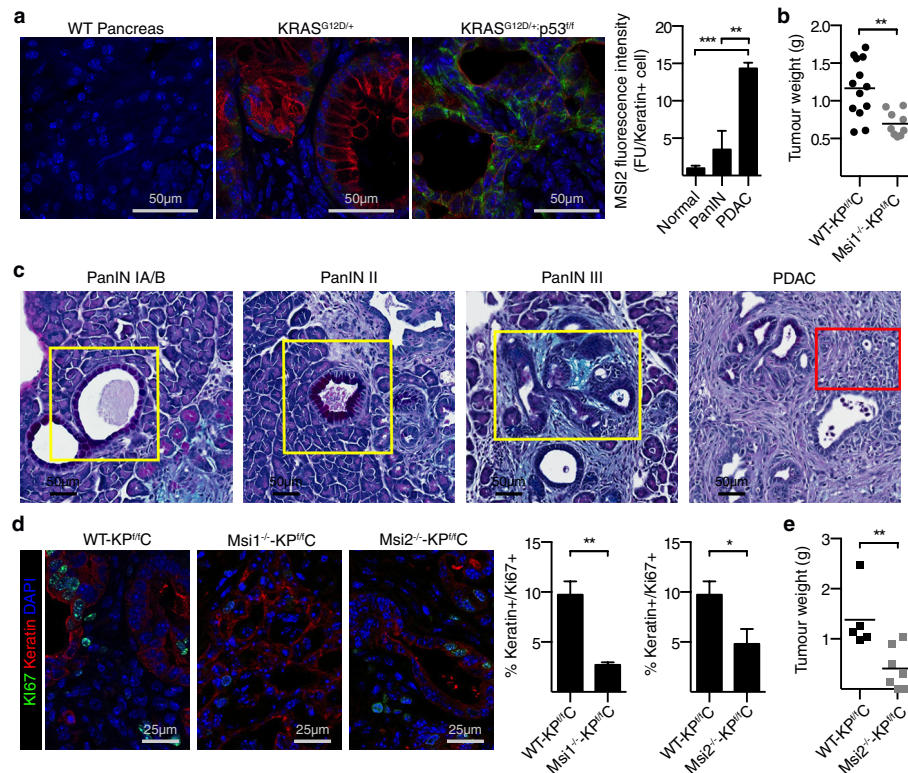 a
WT Pancreas
KRAS^G12D/+
KRAS^G12D/+;p53^f/f
50µm
50µm
50µm
MSI2 fluorescence intensity
(FU/Keratin+ cell)
20
15
10
5
***
**
Normal
PanIN
PDAC
b
Tumour weight (g)
2.0
1.5
1.0
0.5
**
WT-KP^f/fC
Msi1^-/--KP^f/fC
c
PanIN IA/B
PanIN II
PanIN III
PDAC
50µm
50µm
50µm
50µm
d
KI67 Keratin DAPI
WT-KP^f/fC
Msi1^-/--KP^f/fC
Msi2^-/--KP^f/fC
25µm
25µm
25µm
% Keratin+/Ki67+
15
10
5
**
WT-KP^f/fC
Msi1^-/--KP^f/fC
% Keratin+/Ki67+
15
10
5
*
WT-KP^f/fC
Msi2^-/--KP^f/fC
e
Tumour weight (g)
3
2
1
**
WT-KP^f/fC
Msi2^-/--KP^f/fC